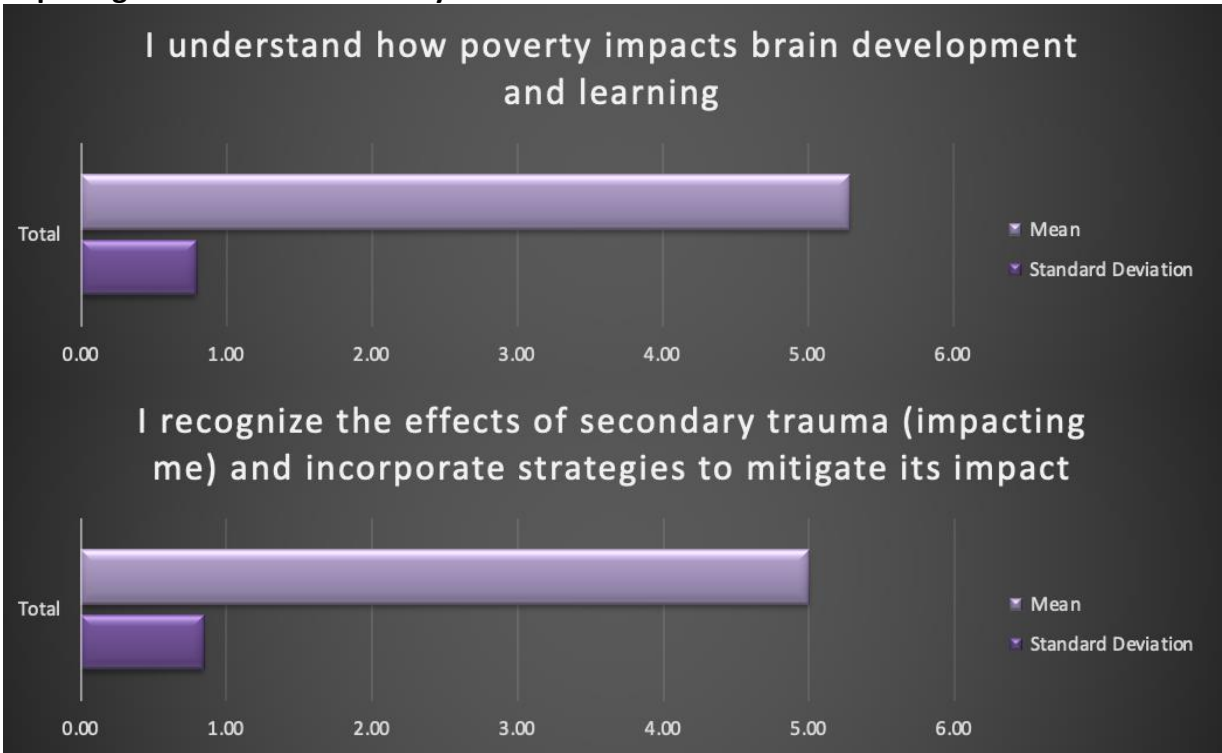 I understand how poverty impacts brain development
and learning
Total
Mean
Standard Deviation
0.00 1.00 2.00 3.00 4.00 5.00 6.00
I recognize the effects of secondary trauma (impacting
me) and incorporate strategies to mitigate its impact
Total
Mean
Standard Deviation
0.00 1.00 2.00 3.00 4.00 5.00 6.00